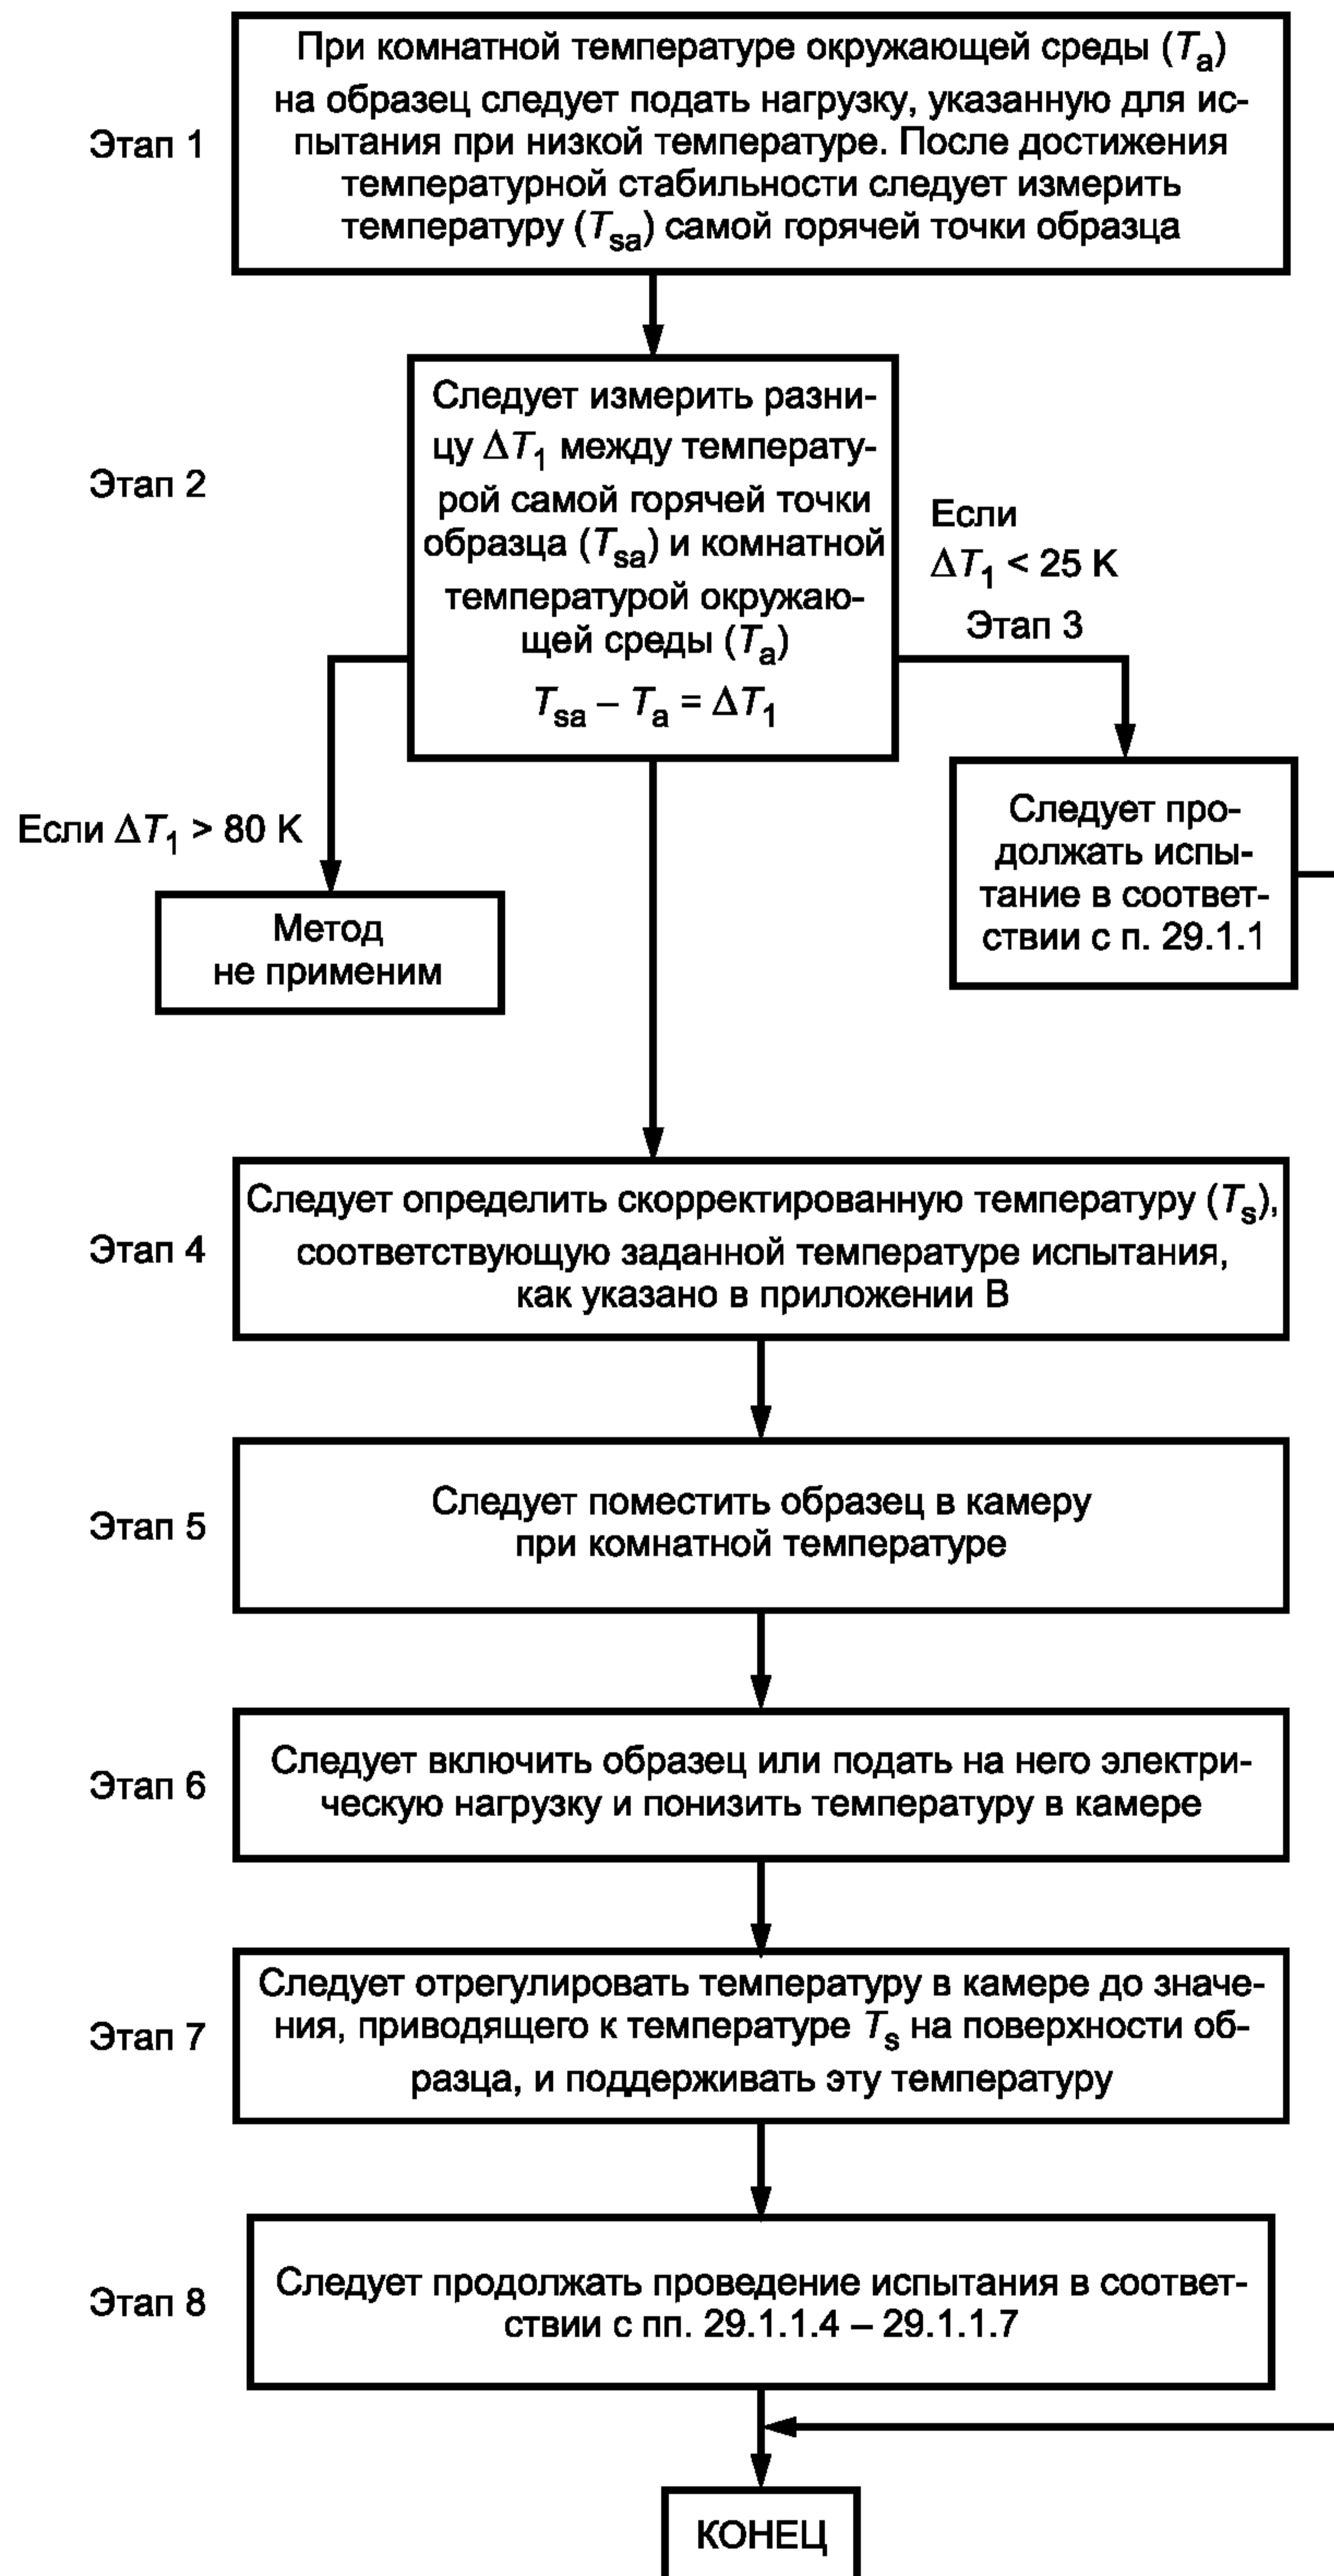 Этап 1
При комнатной температуре окружающей среды (Tₐ)
на образец следует подать нагрузку, указанную для ис-
пытания при низкой температуре. После достижения
температурной стабильности следует измерить
температуру (Tₛₐ) самой горячей точки образца
Этап 2
Следует измерить разни-
цу ΔT₁ между температу-
рой самой горячей точки
образца (Tₛₐ) и комнатной
температурой окружаю-
щей среды (Tₐ)
Tₛₐ – Tₐ = ΔT₁
Если
ΔT₁ < 25 K
Этап 3
Следует про-
должать испы-
тание в соответ-
ствии с п. 29.1.1
Если ΔT₁ > 80 K
Метод
не применим
Этап 4
Следует определить скорректированную температуру (Tₛ),
соответствующую заданной температуре испытания,
как указано в приложении В
Этап 5
Следует поместить образец в камеру
при комнатной температуре
Этап 6
Следует включить образец или подать на него электри-
ческую нагрузку и понизить температуру в камере
Этап 7
Следует отрегулировать температуру в камере до значе-
ния, приводящего к температуре Tₛ на поверхности об-
разца, и поддерживать эту температуру
Этап 8
Следует продолжать проведение испытания в соответ-
ствии с пп. 29.1.1.4 – 29.1.1.7
КОНЕЦ